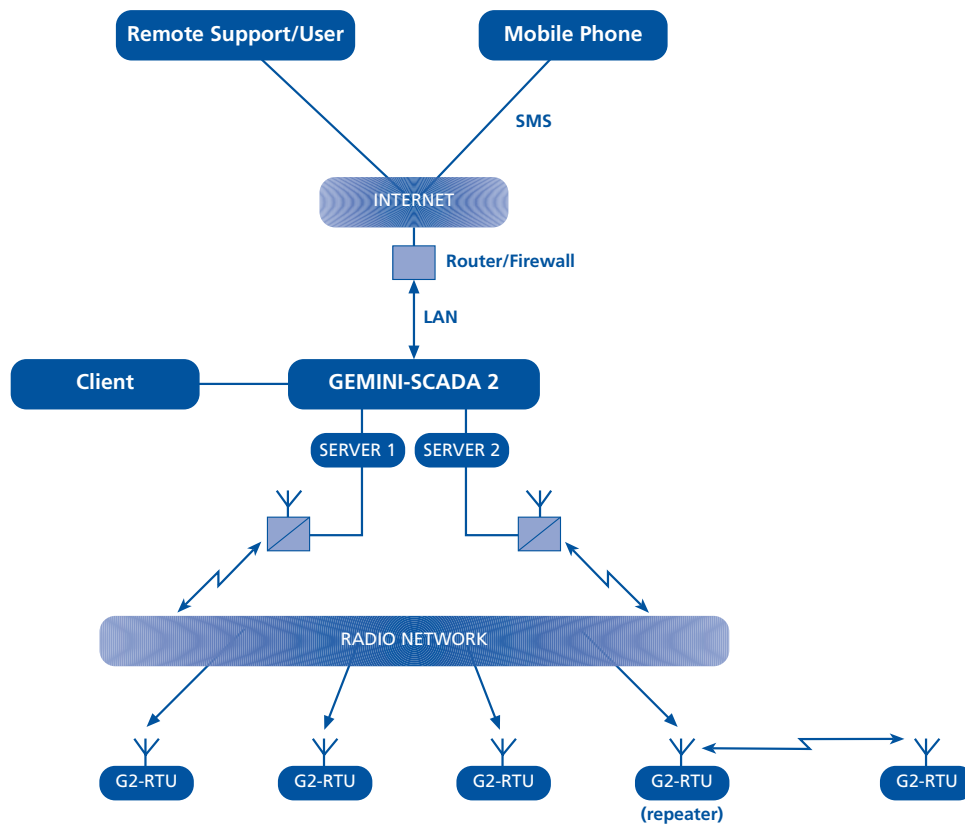 Remote Support/User
Mobile Phone
SMS
INTERNET
Router/Firewall
LAN
Client
GEMINI-SCADA 2
SERVER 1
SERVER 2
RADIO NETWORK
G2-RTU
G2-RTU
G2-RTU
G2-RTU
G2-RTU
(repeater)